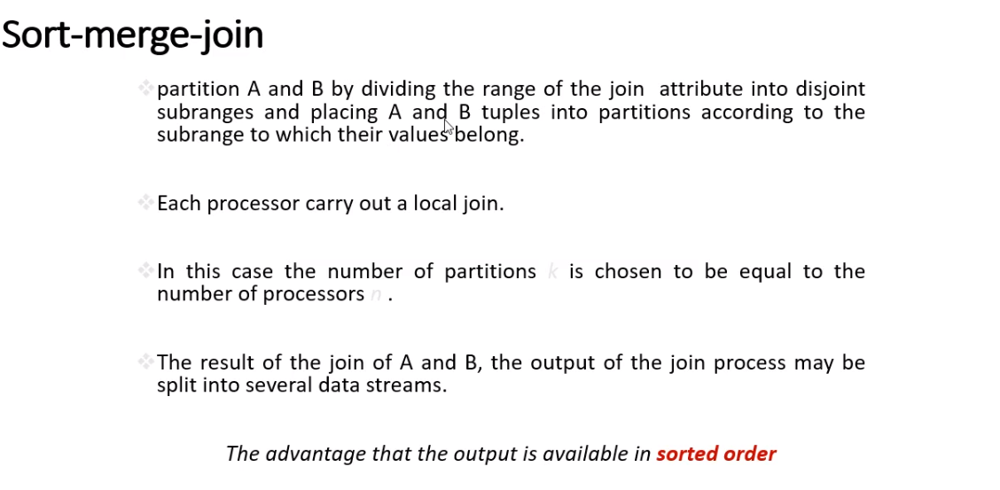 Sort-merge-join
partition A and B by dividing the range of the join attribute into disjoint
subranges and placing A and B tuples into partitions according to the
subrange to which their values belong.
Each processor carry out a local join.
In this case the number of partitions k is chosen to be equal to the
number of processors n .
The result of the join of A and B, the output of the join process may be
split into several data streams.
The advantage that the output is available in sorted order